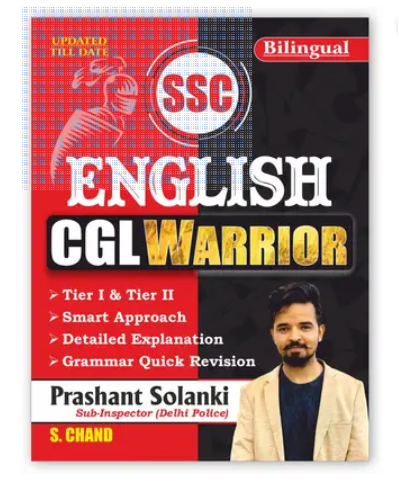 UPDATED
TILL DATE
Bilingual
SSC
ENGLISH
CGL WARRIOR
➢ Tier I & Tier II
➢ Smart Approach
➢ Detailed Explanation
➢ Grammar Quick Revision
Prashant Solanki
Sub-Inspector (Delhi Police)
S. CHAND